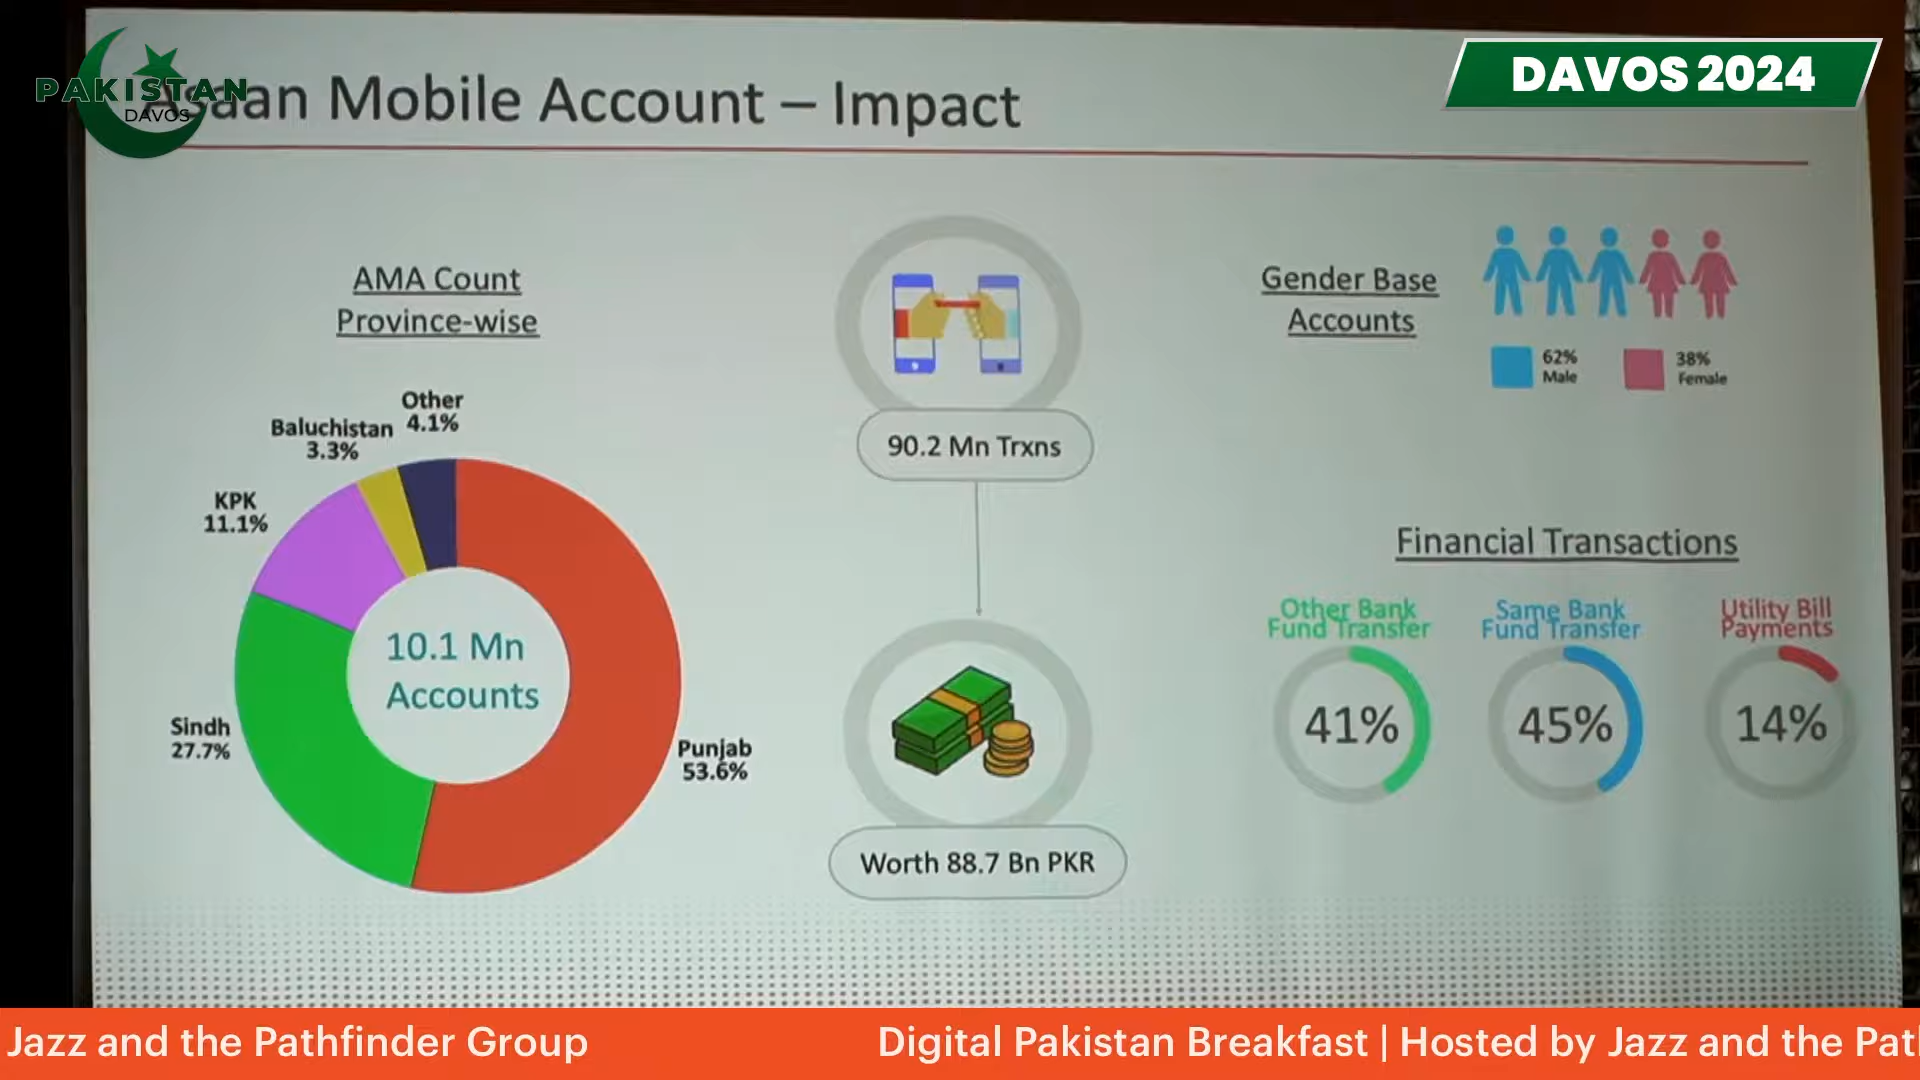 PAKISTAN
DAVOS
DAVOS 2024
Asaan Mobile Account – Impact
AMA Count
Province-wise
Other
4.1%
Baluchistan
3.3%
KPK
11.1%
Sindh
27.7%
Punjab
53.6%
10.1 Mn
Accounts
90.2 Mn Trxns
Worth 88.7 Bn PKR
Gender Base
Accounts
62%
Male
38%
Female
Financial Transactions
Other Bank
Fund Transfer
41%
Same Bank
Fund Transfer
45%
Utility Bill
Payments
14%
Jazz and the Pathfinder Group
Digital Pakistan Breakfast | Hosted by Jazz and the Pat